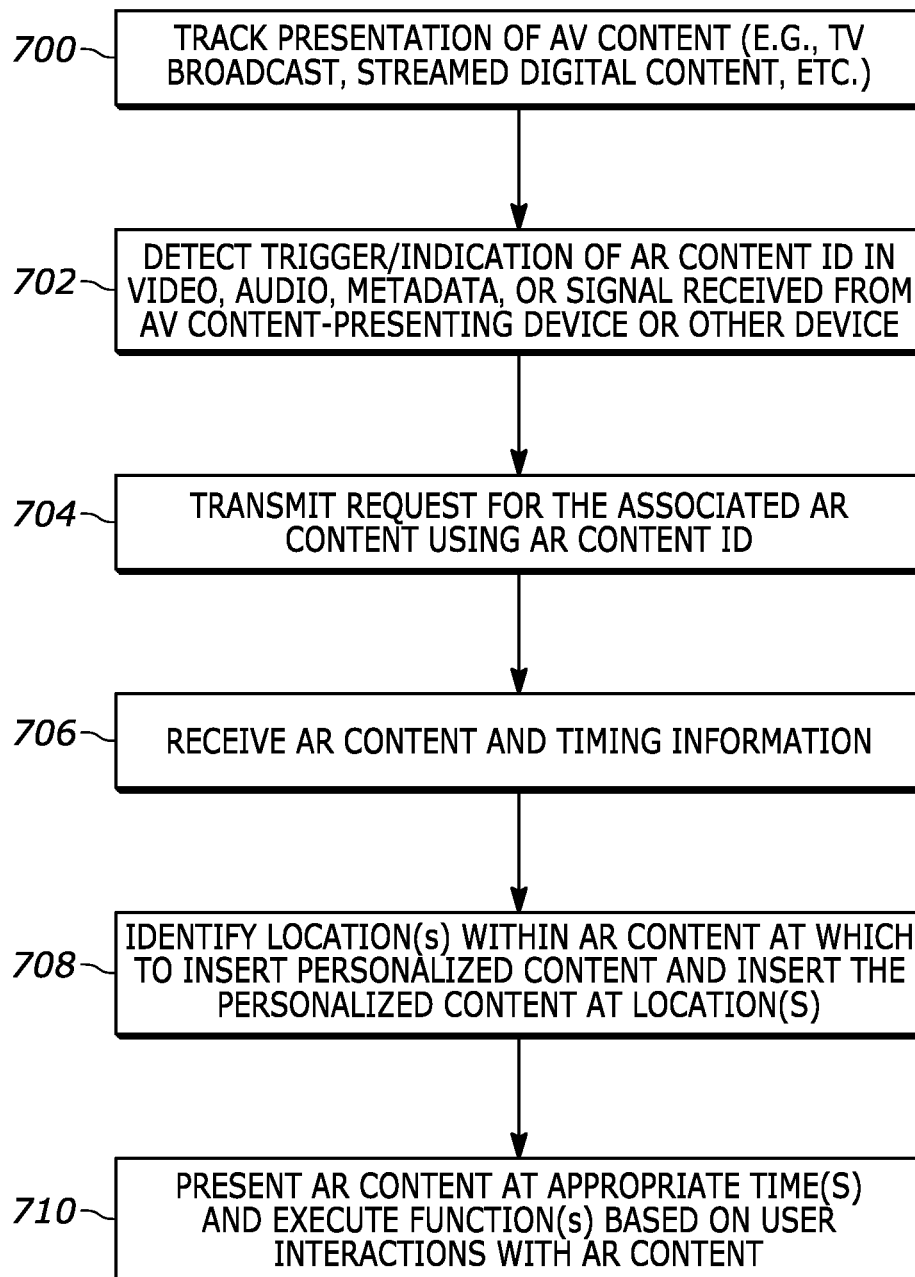 700
TRACK PRESENTATION OF AV CONTENT (E.G., TV
BROADCAST, STREAMED DIGITAL CONTENT, ETC.)
702
DETECT TRIGGER/INDICATION OF AR CONTENT ID IN
VIDEO, AUDIO, METADATA, OR SIGNAL RECEIVED FROM
AV CONTENT-PRESENTING DEVICE OR OTHER DEVICE
704
TRANSMIT REQUEST FOR THE ASSOCIATED AR
CONTENT USING AR CONTENT ID
706
RECEIVE AR CONTENT AND TIMING INFORMATION
708
IDENTIFY LOCATION(s) WITHIN AR CONTENT AT WHICH
TO INSERT PERSONALIZED CONTENT AND INSERT THE
PERSONALIZED CONTENT AT LOCATION(S)
710
PRESENT AR CONTENT AT APPROPRIATE TIME(S)
AND EXECUTE FUNCTION(s) BASED ON USER
INTERACTIONS WITH AR CONTENT